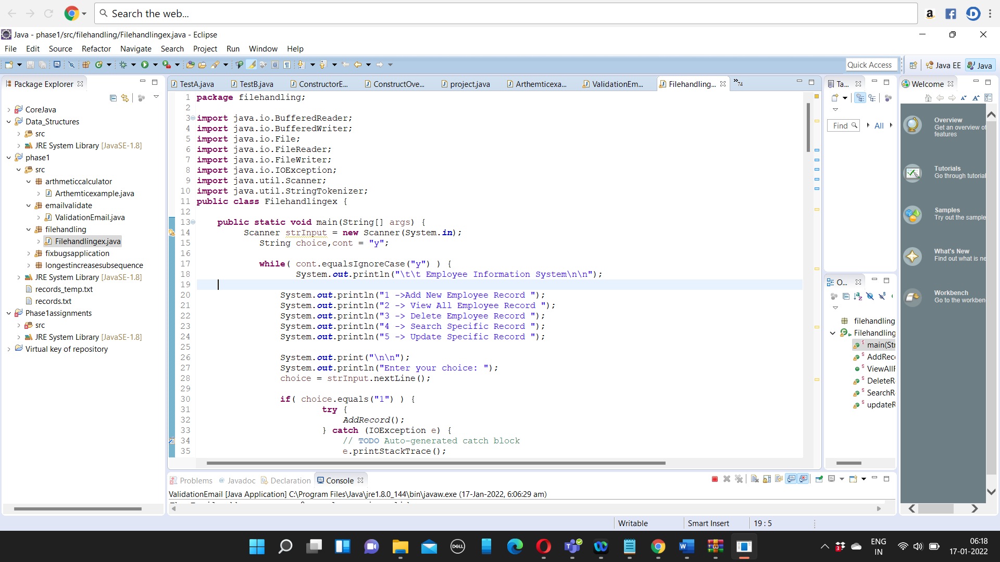 Search the web...
Java - phase1/src/filehandling/Filehandlingex.java - Eclipse
File Edit Source Refactor Navigate Search Project Run Window Help
Quick Access
Java EE
Java
Package Explorer
CoreJava
Data_Structures
src
JRE System Library [JavaSE-1.8]
phase1
src
arthmeticcalculator
Arthemticexample.java
emailvalidate
ValidationEmail.java
filehandling
Filehandlingex.java
fixbugsapplication
longestincreasesubsequence
JRE System Library [JavaSE-1.8]
records_temp.txt
records.txt
Phase1assignments
src
JRE System Library [JavaSE-1.8]
Virtual key of repository
TestA.java TestB.java ConstructorE... ConstructOve... project.java Arthemticexa... ValidationEm... Filehandling... »74
1 package filehandling;
2
3 import java.io.BufferedReader;
4 import java.io.BufferedWriter;
5 import java.io.File;
6 import java.io.FileReader;
7 import java.io.FileWriter;
8 import java.io.IOException;
9 import java.util.Scanner;
10 import java.util.StringTokenizer;
11 public class Filehandlingex {
12
13 public static void main(String[] args) {
14 Scanner strInput = new Scanner(System.in);
15 String choice,cont = "y";
16
17 while( cont.equalsIgnoreCase("y") ) {
18 System.out.println("\t\t Employee Information System\n\n");
19
20 System.out.println("1 ->Add New Employee Record ");
21 System.out.println("2 -> View All Employee Record ");
22 System.out.println("3 -> Delete Employee Record ");
23 System.out.println("4 -> Search Specific Record ");
24 System.out.println("5 -> Update Specific Record ");
25
26 System.out.print("\n\n");
27 System.out.println("Enter your choice: ");
28 choice = strInput.nextLine();
29
30 if( choice.equals("1") ) {
31 try {
32 AddRecord();
33 } catch (IOException e) {
34 // TODO Auto-generated catch block
35 e.printStackTrace();
Problems Javadoc Declaration Console
ValidationEmail [Java Application] C:\Program Files\Java\jre1.8.0_144\bin\javaw.exe (17-Jan-2022, 6:06:29 am)
Ta...
Find All
O...
filehandling
Filehandling
main(Stri
AddReco
ViewAllR
DeleteR
SearchR
updateR
Welcome
Overview
Get an overview of
features
Tutorials
Go through tutorial
Samples
Try out the sample
What's New
Find out what is ne
Workbench
Go to the workben
Writable Smart Insert 19 : 5
DELL
3
ENG
IN
06:18
17-01-2022